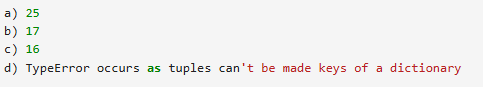 a) 25
b) 17
c) 16
d) TypeError occurs as tuples can't be made keys of a dictionary